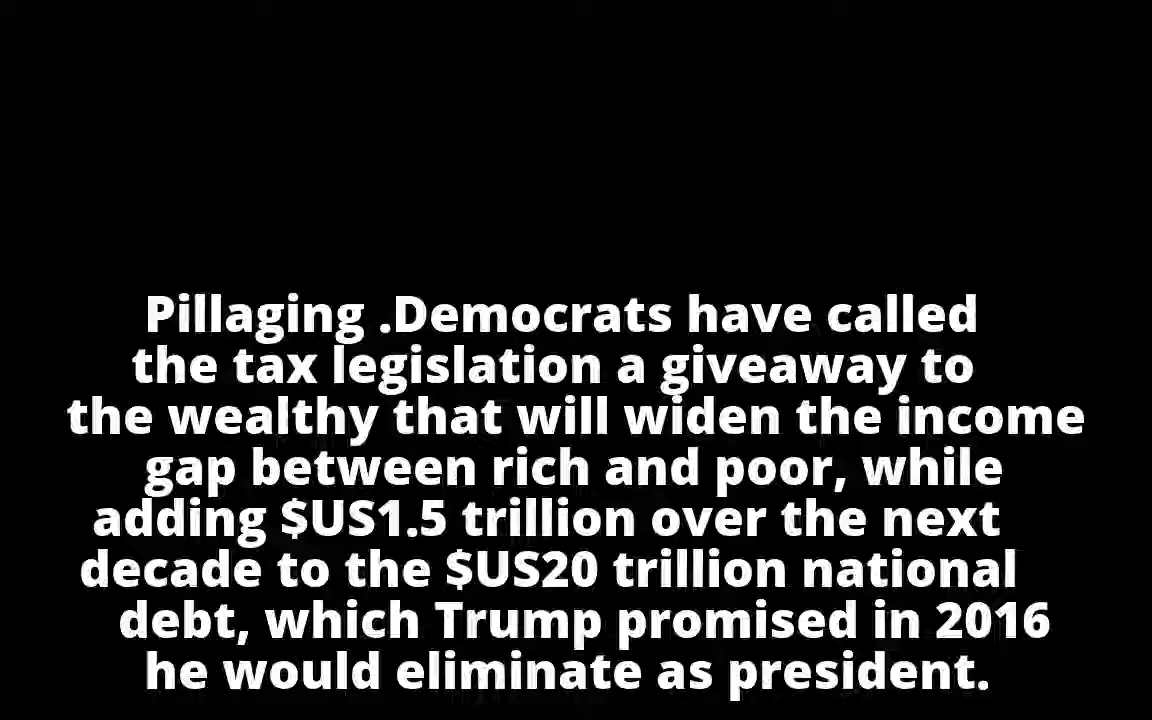 Pillaging .Democrats have called
the tax legislation a giveaway to
the wealthy that will widen the income
gap between rich and poor, while
adding $US1.5 trillion over the next
decade to the $US20 trillion national
debt, which Trump promised in 2016
he would eliminate as president.